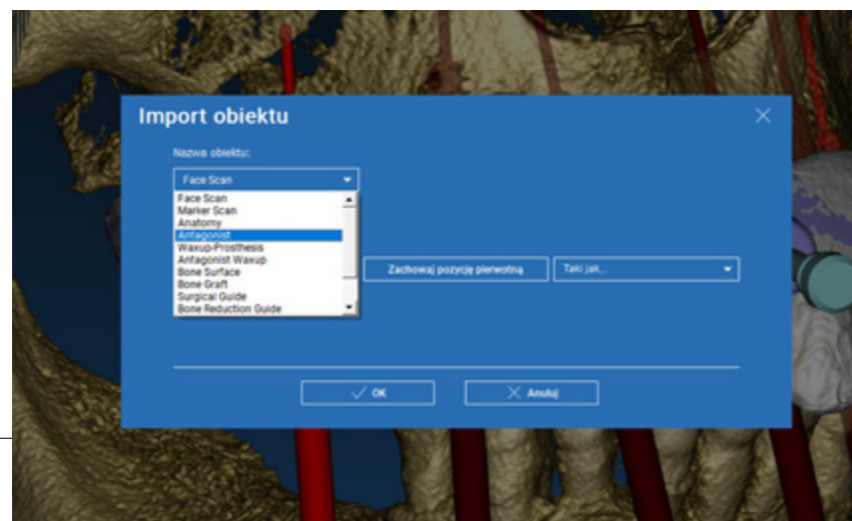 Import obiektu
Nazwa obiektu:
Face Scan
Face Scan
Marker Scan
Anatomy
Antagonist
Waxup-Prosthesis
Antagonist Waxup
Bone Surface
Bone Graft
Surgical Guide
Bone Reduction Guide
Zachowaj pozycję pierwotną
Taki jak...
OK
Anuluj